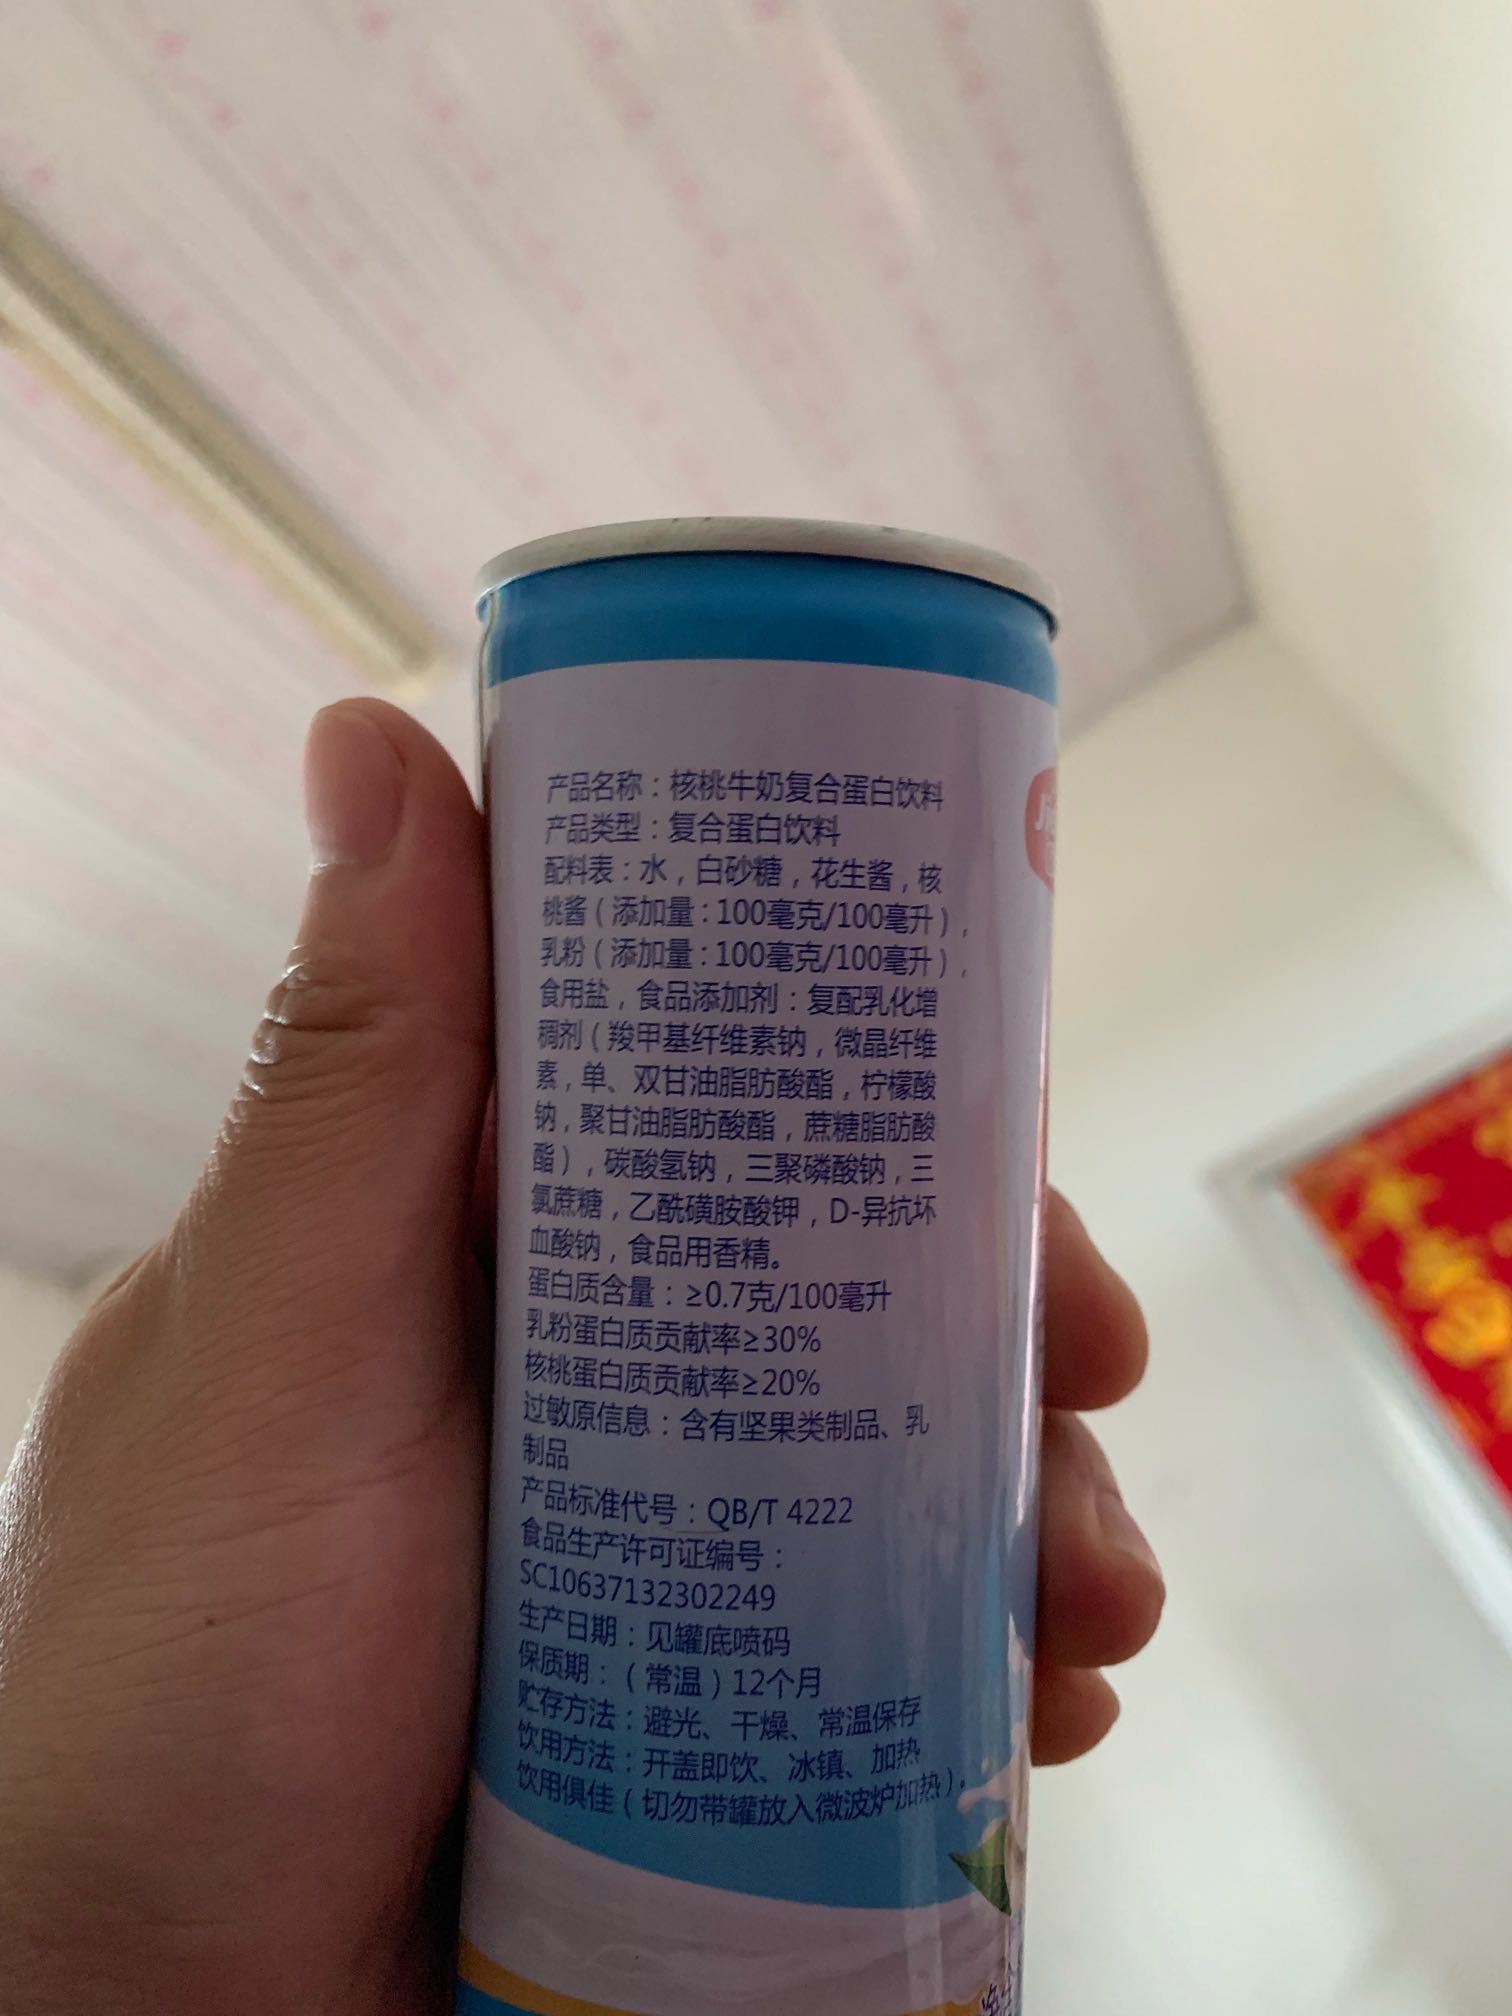 产品名称：核桃牛奶复合蛋白饮料
产品类型：复合蛋白饮料
配料表：水，白砂糖，花生酱，核
桃酱（添加量：100毫克/100毫升），
乳粉（添加量：100毫克/100毫升），
食用盐，食品添加剂：复配乳化增
稠剂（羧甲基纤维素钠，微晶纤维
素，单、双甘油脂肪酸酯，柠檬酸
钠，聚甘油脂肪酸酯，蔗糖脂肪酸
酯），碳酸氢钠，三聚磷酸钠，三
氯蔗糖，乙酰磺胺酸钾，D-异抗坏
血酸钠，食品用香精。
蛋白质含量：≥0.7克/100毫升
乳粉蛋白质贡献率≥30%
核桃蛋白质贡献率≥20%
过敏原信息：含有坚果类制品、乳
制品
产品标准代号：QB/T 4222
食品生产许可证编号：
SC10637132302249
生产日期：见罐底喷码
保质期：（常温）12个月
贮存方法：避光、干燥、常温保存
饮用方法：开盖即饮、冰镇、加热
饮用俱佳（切勿带罐放入微波炉加热）。